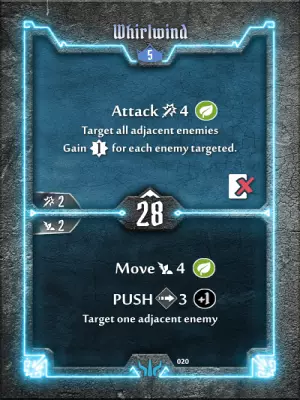 Whirlwind
5
Attack 4
Target all adjacent enemies
Gain 1 for each enemy targeted.
2
28
2
Move 4
PUSH 3 +1
Target one adjacent enemy
020